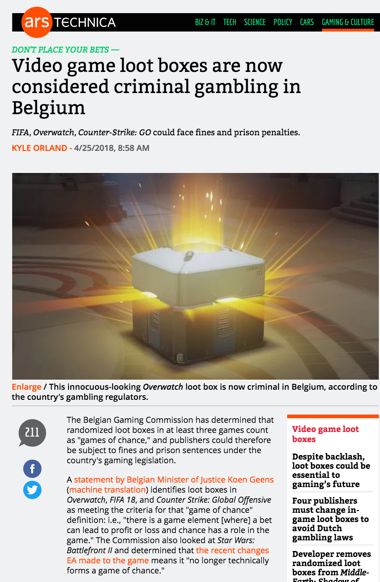 ars TECHNICA
BIZ & IT TECH SCIENCE POLICY CARS GAMING & CULTURE
DON'T PLACE YOUR BETS —
Video game loot boxes are now
considered criminal gambling in
Belgium
FIFA, Overwatch, Counter-Strike: GO could face fines and prison penalties.
KYLE ORLAND - 4/25/2018, 8:58 AM
Enlarge / This innocuous-looking Overwatch loot box is now criminal in Belgium, according to
the country's gambling regulators.
211
The Belgian Gaming Commission has determined that
randomized loot boxes in at least three games count
as "games of chance," and publishers could therefore
be subject to fines and prison sentences under the
country's gaming legislation.
A statement by Belgian Minister of Justice Koen Geens
(machine translation) identifies loot boxes in
Overwatch, FIFA 18, and Counter Strike: Global Offensive
as meeting the criteria for that "game of chance"
definition: i.e., "there is a game element [where] a bet
can lead to profit or loss and chance has a role in the
game." The Commission also looked at Star Wars:
Battlefront II and determined that the recent changes
EA made to the game means it "no longer technically
forms a game of chance."
Video game loot
boxes
Despite backlash,
loot boxes could be
essential to
gaming's future
Four publishers
must change in-
game loot boxes to
avoid Dutch
gambling laws
Developer removes
randomized loot
boxes from Middle-
Earth: Shadow of